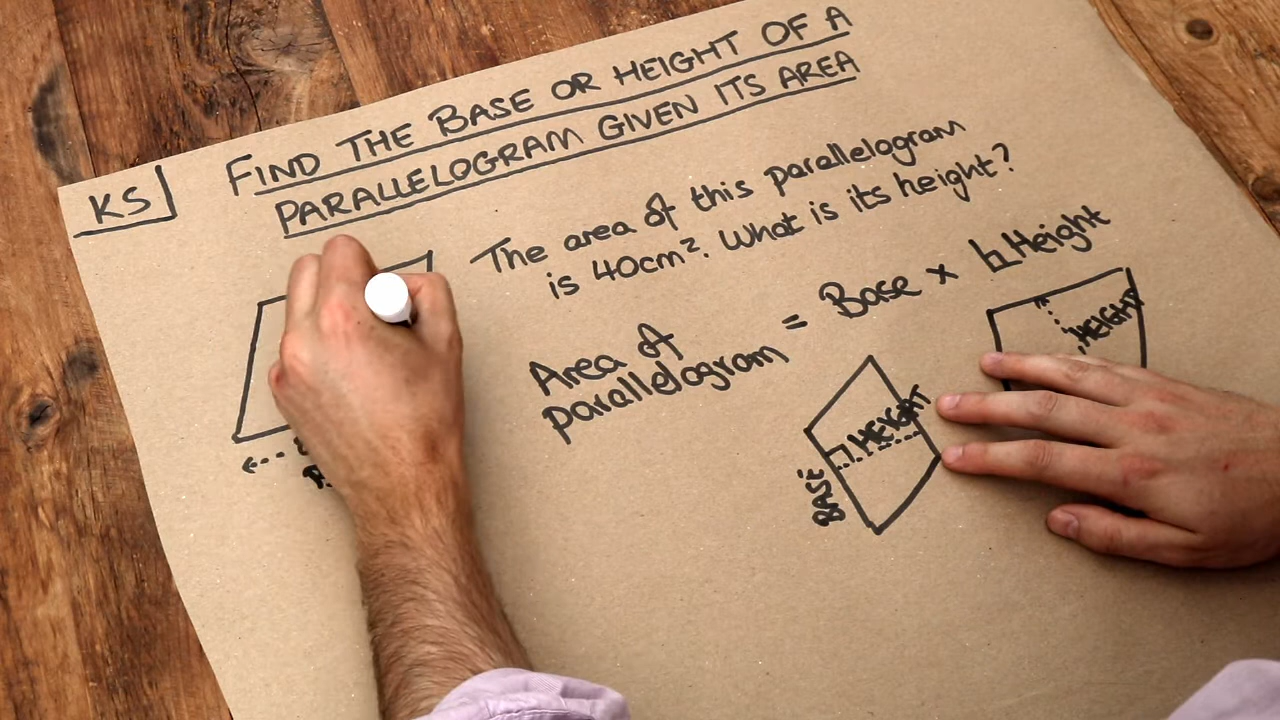 KS
FIND THE BASE OR HEIGHT OF A
PARALLELOGRAM GIVEN ITS AREA
The area of this parallelogram
is 40cm². What is its height?
Area of
parallelogram = Base × Height
HEIGHT
BASE
HEIGHT